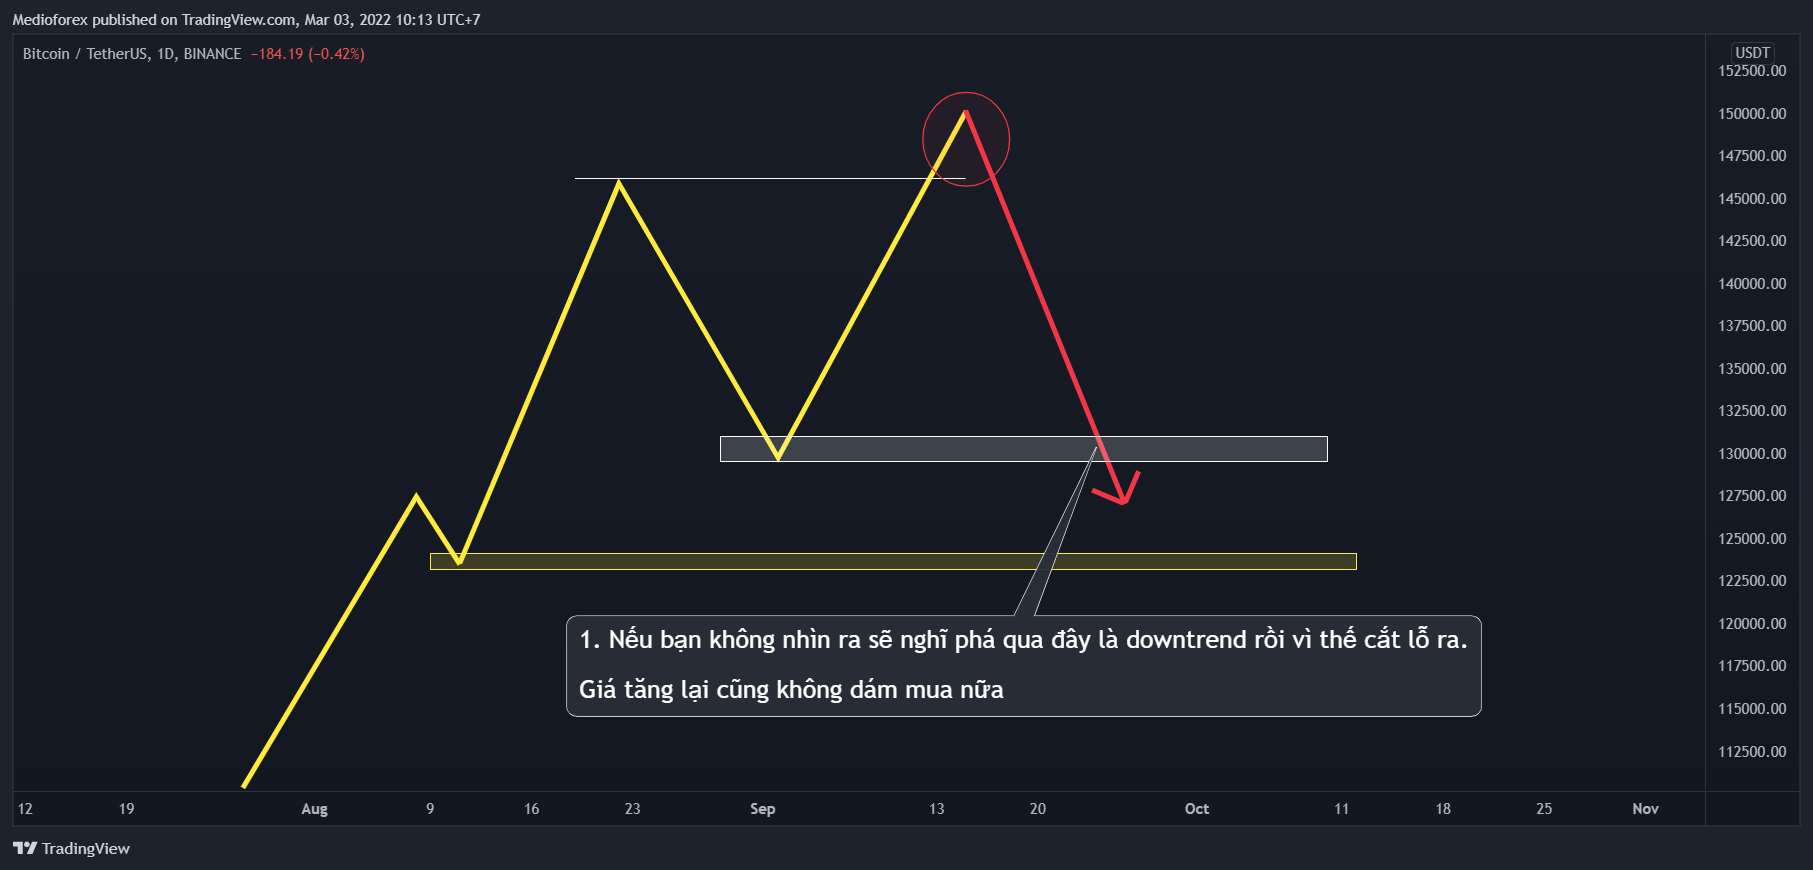 Medioforex published on TradingView.com, Mar 03, 2022 10:13 UTC+7
Bitcoin / TetherUS, 1D, BINANCE −184.19 (−0.42%)
USDT
152500.00
150000.00
147500.00
145000.00
142500.00
140000.00
137500.00
135000.00
132500.00
130000.00
127500.00
125000.00
122500.00
120000.00
117500.00
115000.00
112500.00
1. Nếu bạn không nhìn ra sẽ nghĩ phá qua đây là downtrend rồi vì thế cắt lỗ ra.
Giá tăng lại cũng không dám mua nữa
12 19 Aug 9 16 23 Sep 13 20 Oct 11 18 25 Nov
TradingView